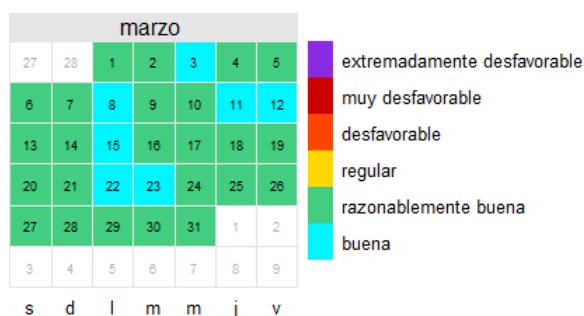 marzo
27 28 1 2 3 4 5
6 7 8 9 10 11 12
13 14 15 16 17 18 19
20 21 22 23 24 25 26
27 28 29 30 31 1 2
3 4 5 6 7 8 9
s d l m m j v
extremadamente desfavorable
muy desfavorable
desfavorable
regular
razonablemente buena
buena